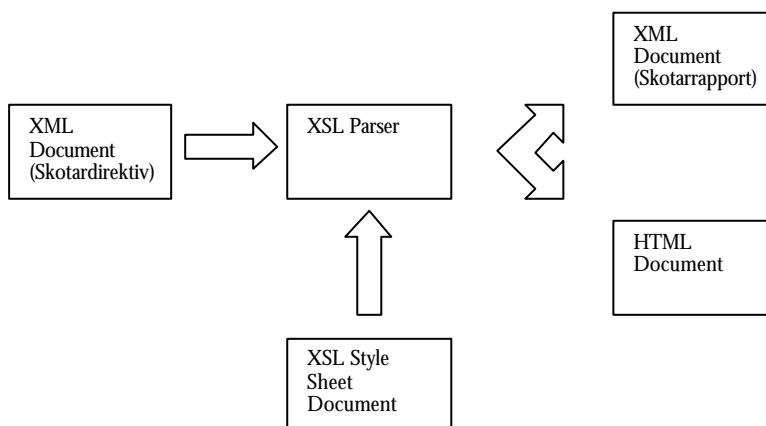 XML
Document
(Skotarrapport)
XML
Document
(Skotardirektiv)
XSL Parser
HTML
Document
XSL Style
Sheet
Document